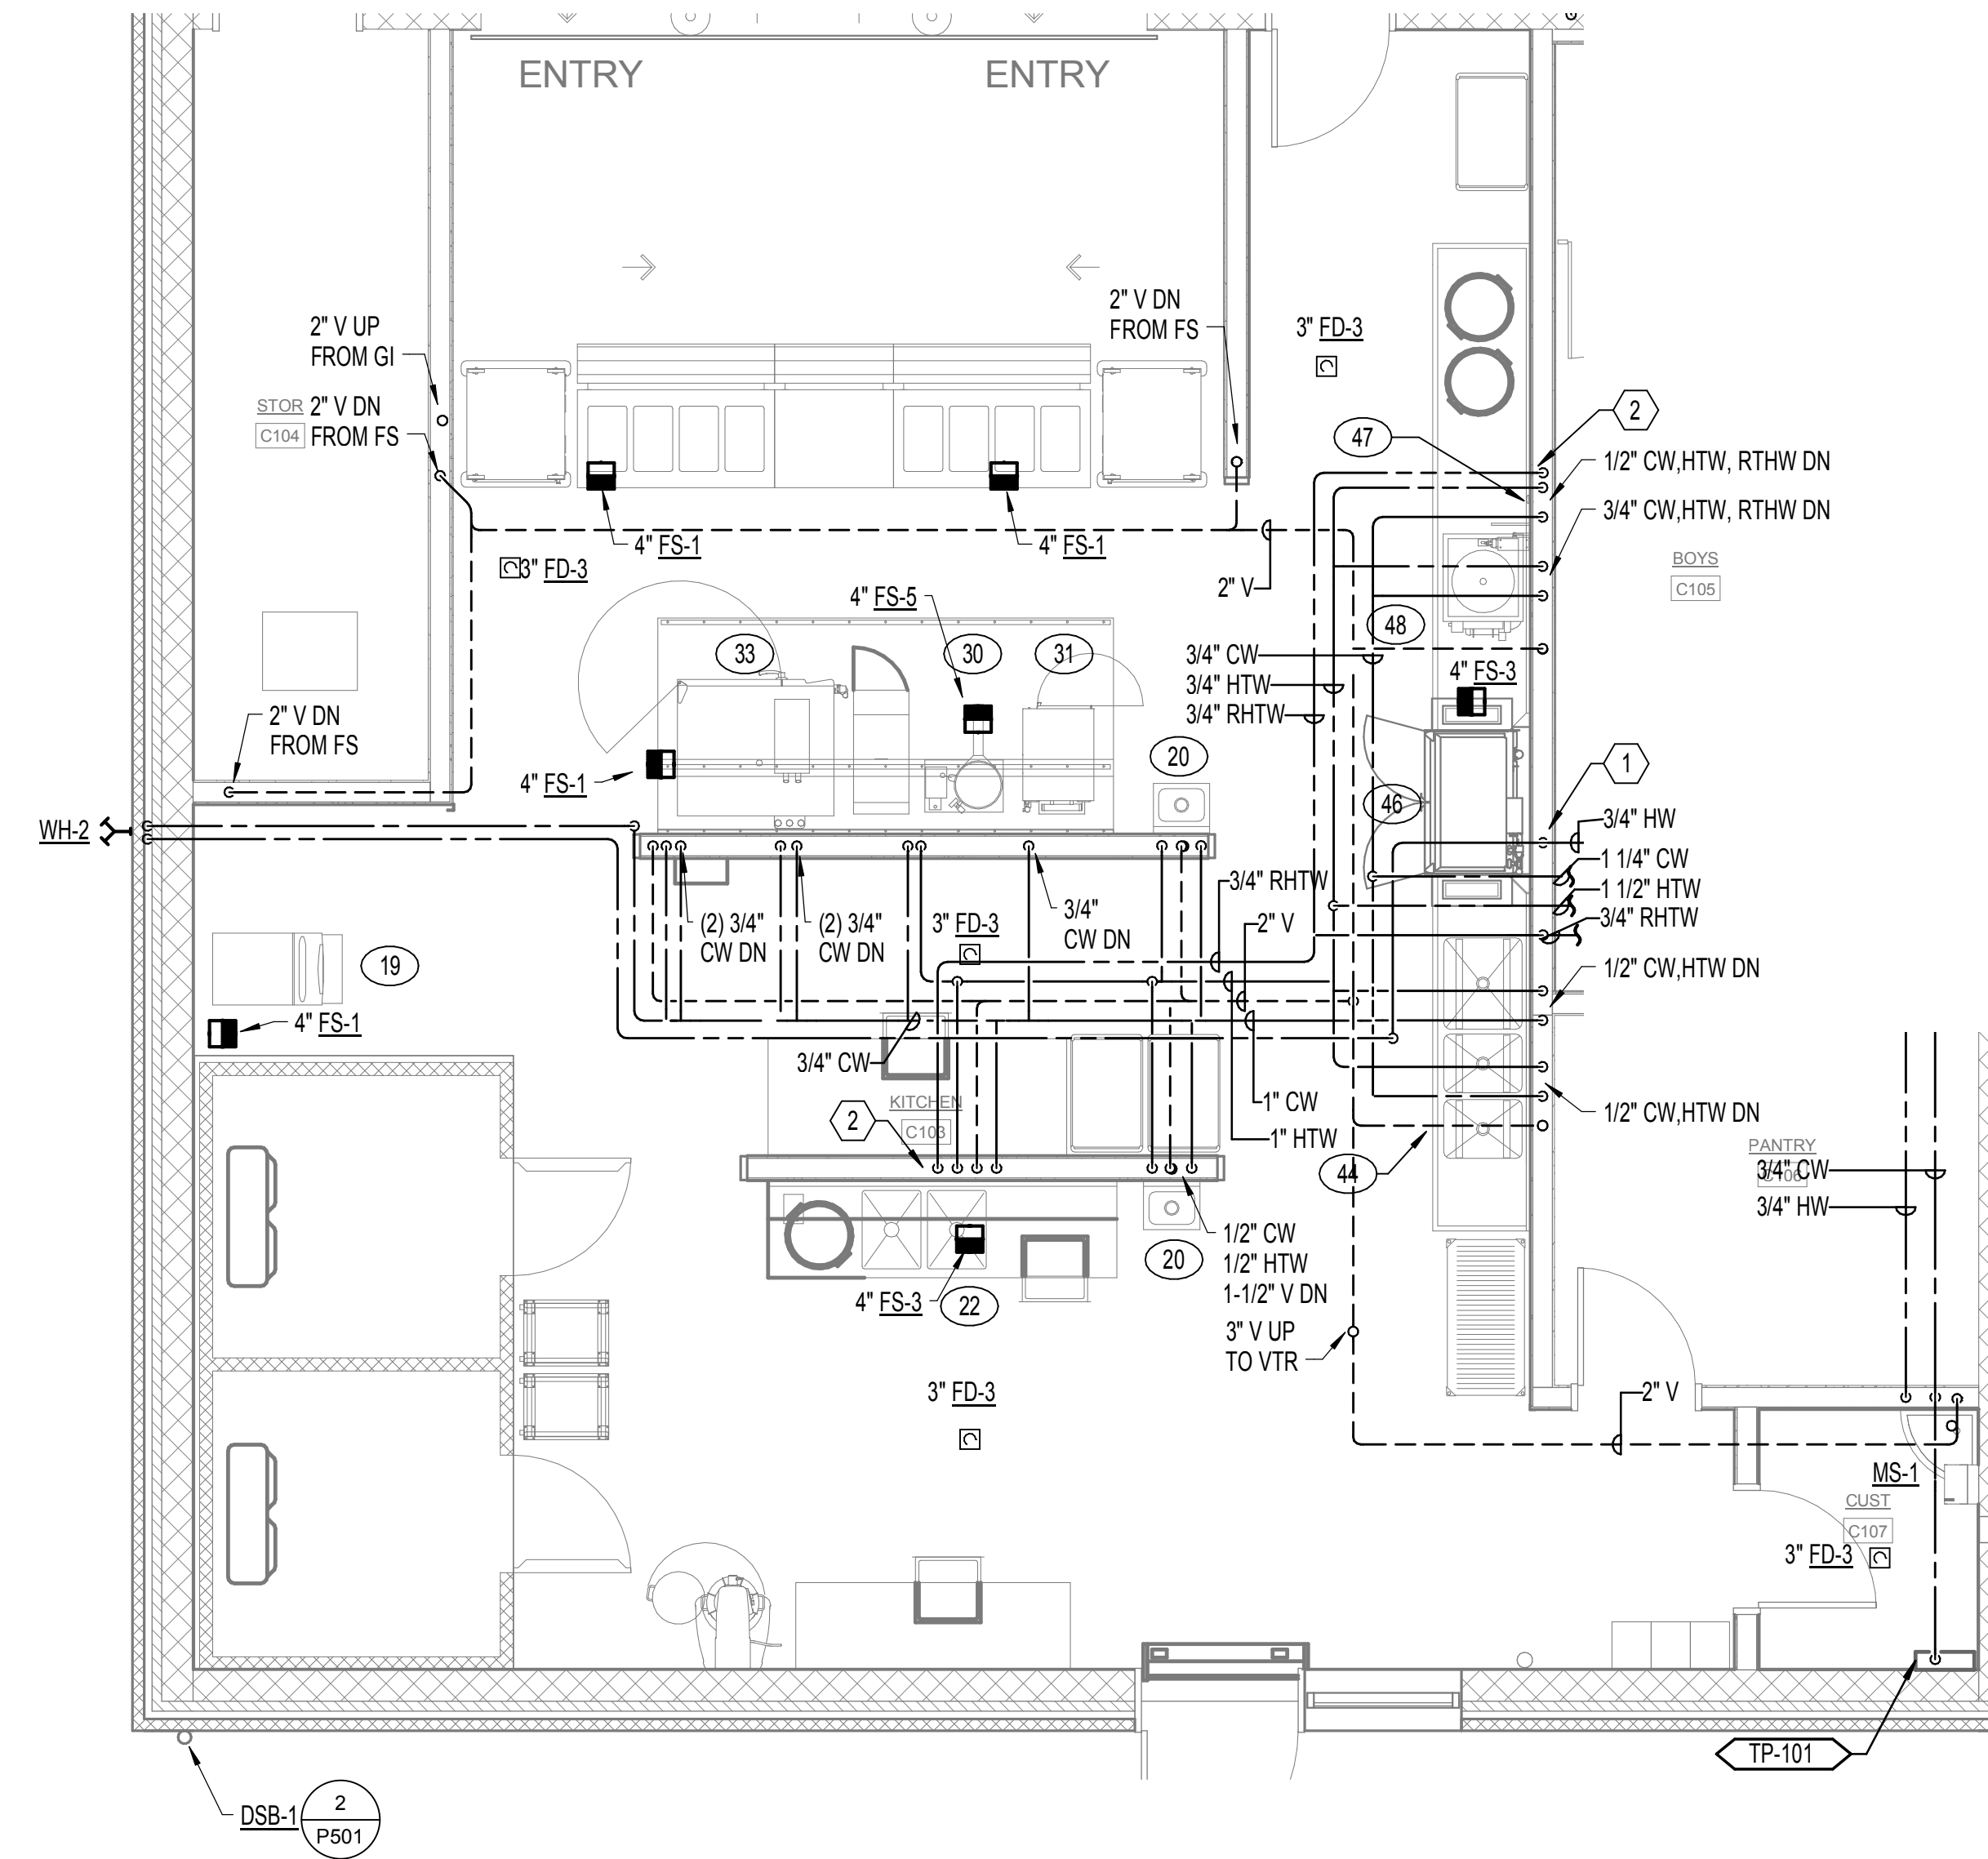 ENTRY
ENTRY
2" V UP
FROM GI
STOR
C104
2" V DN
FROM FS
2" V DN
FROM FS
3" FD-3
47
2
1/2" CW,HTW, RTHW DN
3/4" CW,HTW, RTHW DN
BOYS
C105
4" FS-1
4" FS-1
3" FD-3
2" V
4" FS-5
33
30
31
48
3/4" CW
3/4" HTW
3/4" RHTW
4" FS-3
2" V DN
FROM FS
4" FS-1
20
46
1
WH-2
3/4" HW
1 1/4" CW
1 1/2" HTW
3/4" RHTW
(2) 3/4"
CW DN
(2) 3/4"
CW DN
3" FD-3
3/4"
CW DN
3/4" RHTW
2" V
19
4" FS-1
1/2" CW,HTW DN
3/4" CW
KITCHEN
C103
2
1" CW
1" HTW
1/2" CW,HTW DN
44
PANTRY
C106
3/4" CW
3/4" HW
20
1/2" CW
1/2" HTW
1-1/2" V DN
4" FS-3
22
3" V UP
TO VTR
3" FD-3
2" V
MS-1
CUST
C107
3" FD-3
TP-101
DSB-1
2
P501